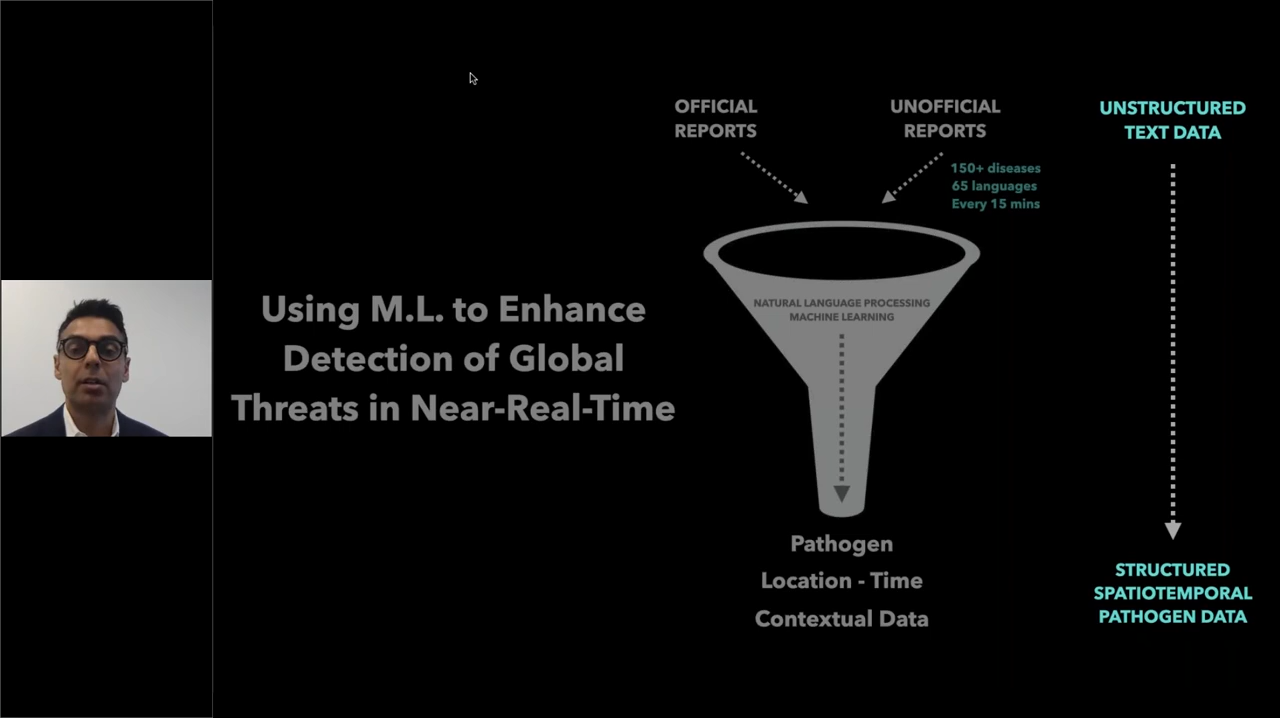 Using M.L. to Enhance
Detection of Global
Threats in Near-Real-Time
OFFICIAL
REPORTS
UNOFFICIAL
REPORTS
150+ diseases
65 languages
Every 15 mins
NATURAL LANGUAGE PROCESSING
MACHINE LEARNING
Pathogen
Location - Time
Contextual Data
UNSTRUCTURED
TEXT DATA
STRUCTURED
SPATIOTEMPORAL
PATHOGEN DATA